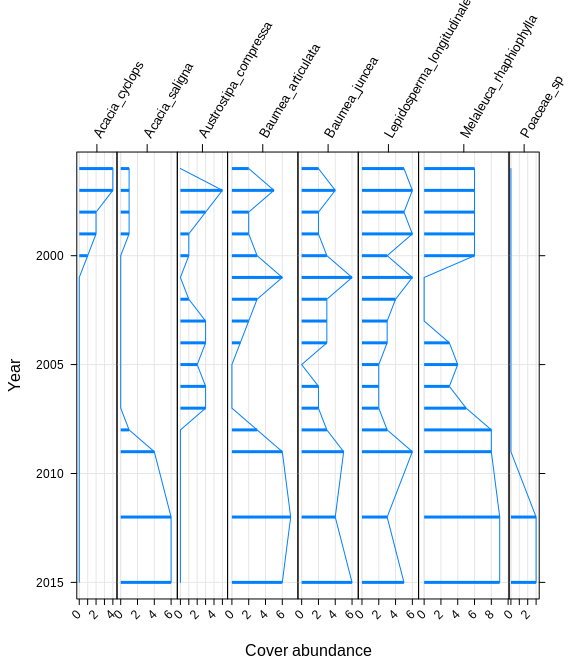 Acacia_cyclops
Acacia_saligna
Austrostipa_compressa
Baumea_articulata
Baumea_juncea
Lepidosperma_longitudinale
Melaleuca_rhaphiophylla
Poaceae_sp
2000
2005
2010
2015
Year
0 2 4 0 2 4 6 0 2 4 0 2 4 6 0 2 4 6 0 2 4 6 0 2 4 6 8 0 2
Cover abundance